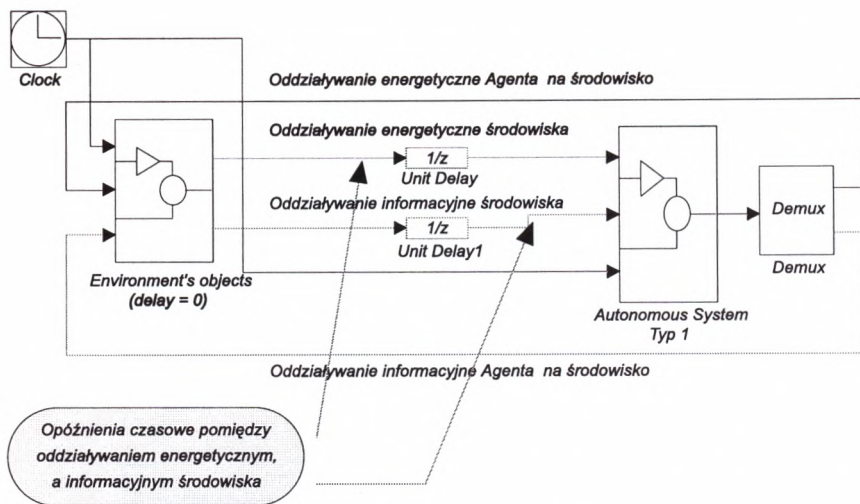 Clock
Oddziaływanie energetyczne Agenta na środowisko
Oddziaływanie energetyczne środowiska
1/z
Unit Delay
Oddziaływanie informacyjne środowiska
1/z
Unit Delay1
Environment's objects
(delay = 0)
Autonomous System
Typ 1
Demux
Demux
Oddziaływanie informacyjne Agenta na środowisko
Opóźnienia czasowe pomiędzy
oddziaływaniem energetycznym,
a informacyjnym środowiska